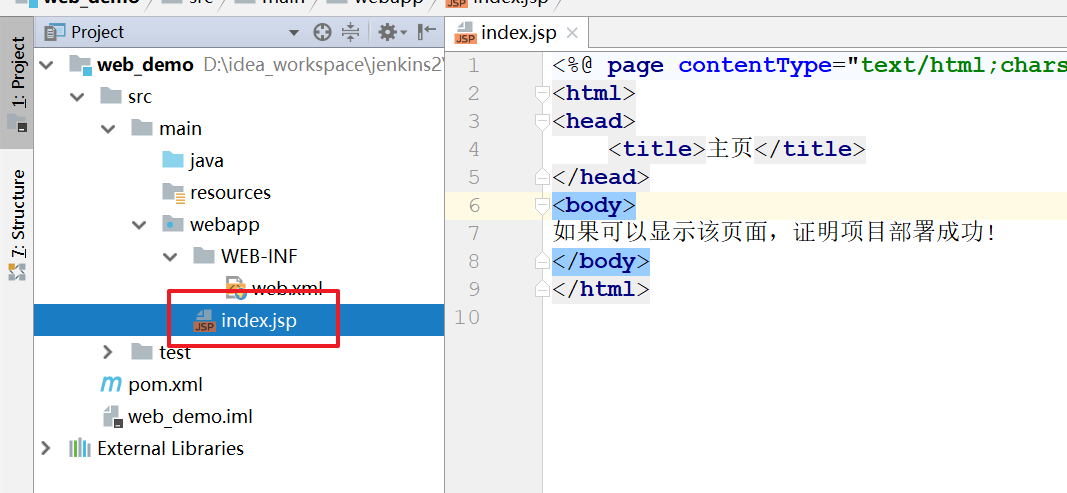 web_demo src main webapp index.jsp
Project
1: Project
7: Structure
web_demo D:\idea_workspace\jenkins2\
src
main
java
resources
webapp
WEB-INF
web.xml
JSP index.jsp
test
pom.xml
web_demo.iml
External Libraries
JSP index.jsp
1 <%@ page contentType="text/html;chars
2 <html>
3 <head>
4 <title>主页</title>
5 </head>
6 <body>
7 如果可以显示该页面，证明项目部署成功!
8 </body>
9 </html>
10